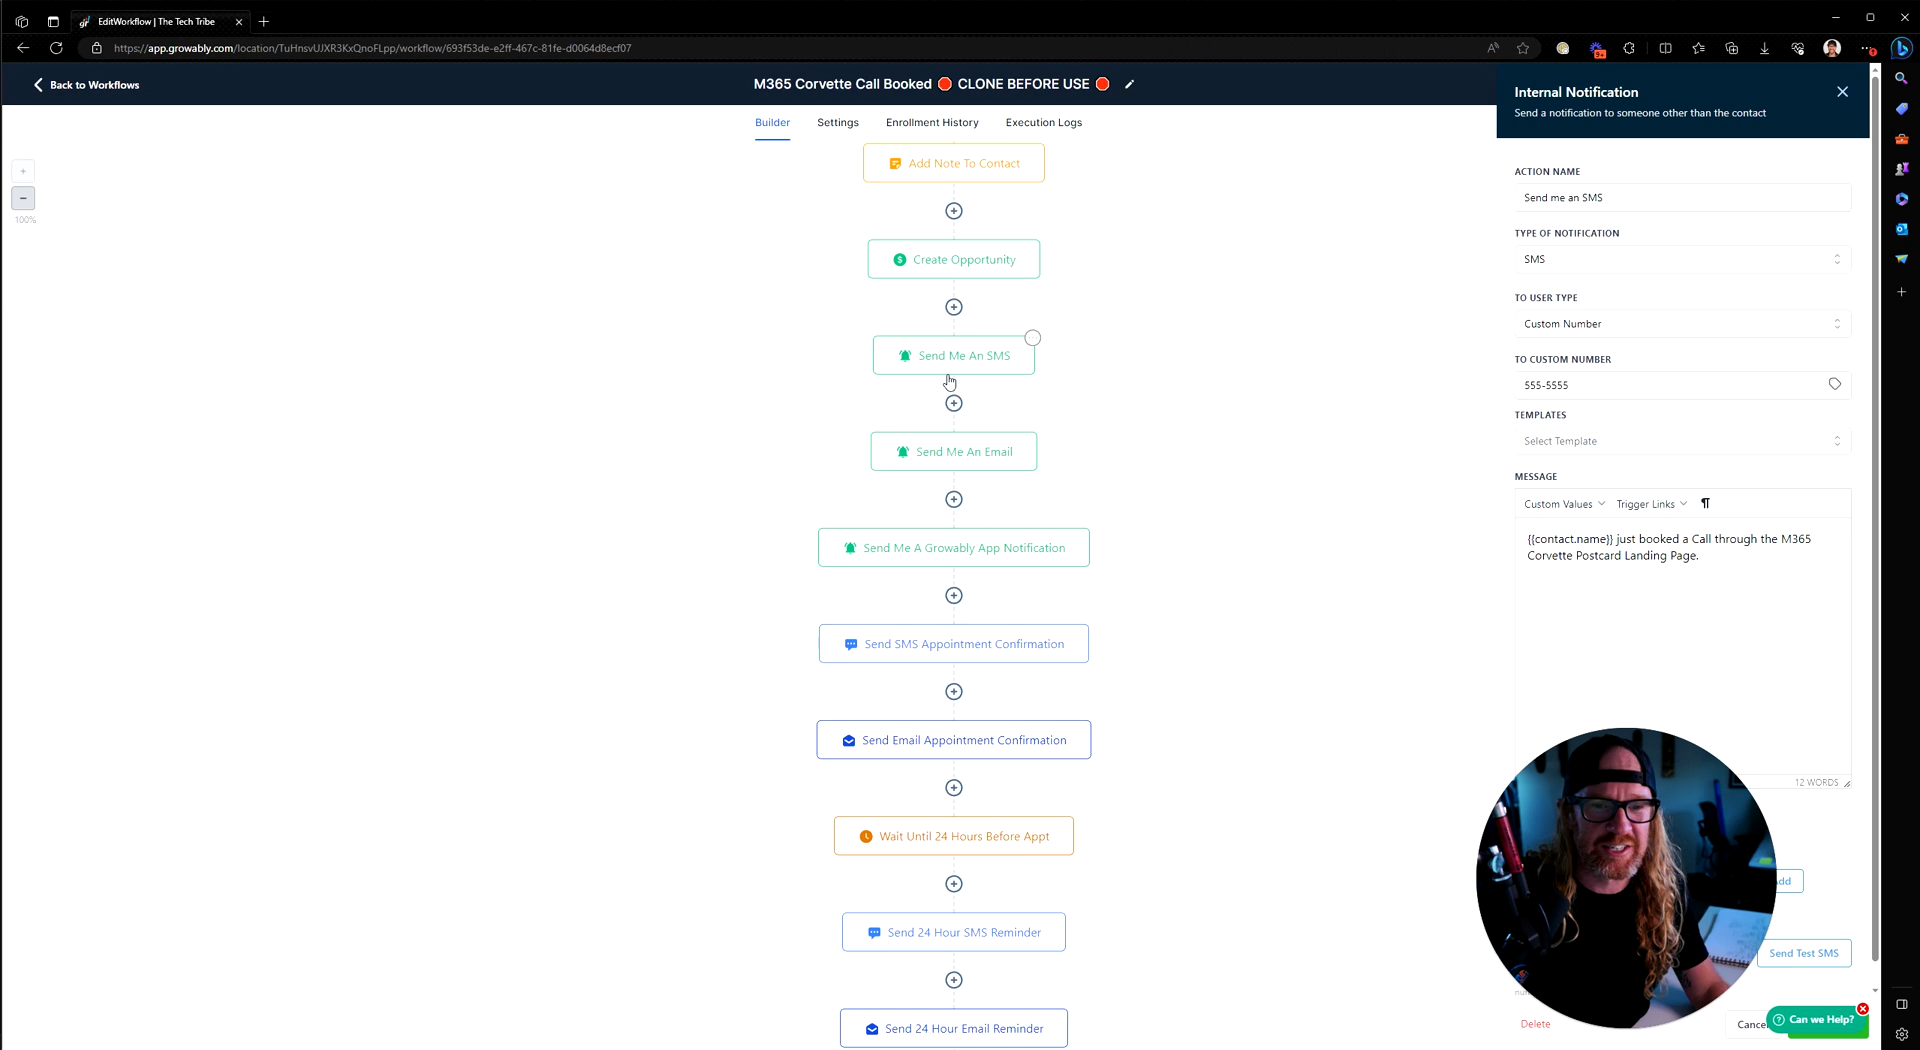 EditWorkflow | The Tech Tribe
https://app.growably.com/location/TuHnsvUJXR3KxQnoFLpp/workflow/693f53de-e2ff-467c-81fe-d0064d8ecf07
Back to Workflows
M365 Corvette Call Booked 🛑 CLONE BEFORE USE 🛑
Builder
Settings
Enrollment History
Execution Logs
+
−
100%
Add Note To Contact
Create Opportunity
Send Me An SMS
Send Me An Email
Send Me A Growably App Notification
Send SMS Appointment Confirmation
Send Email Appointment Confirmation
Wait Until 24 Hours Before Appt
Send 24 Hour SMS Reminder
Send 24 Hour Email Reminder
Internal Notification
Send a notification to someone other than the contact
ACTION NAME
Send me an SMS
TYPE OF NOTIFICATION
SMS
TO USER TYPE
Custom Number
TO CUSTOM NUMBER
555-5555
TEMPLATES
Select Template
MESSAGE
Custom Values
Trigger Links
¶
{{contact.name}} just booked a Call through the M365
Corvette Postcard Landing Page.
12 WORDS
Send Test SMS
Delete
Can we Help?